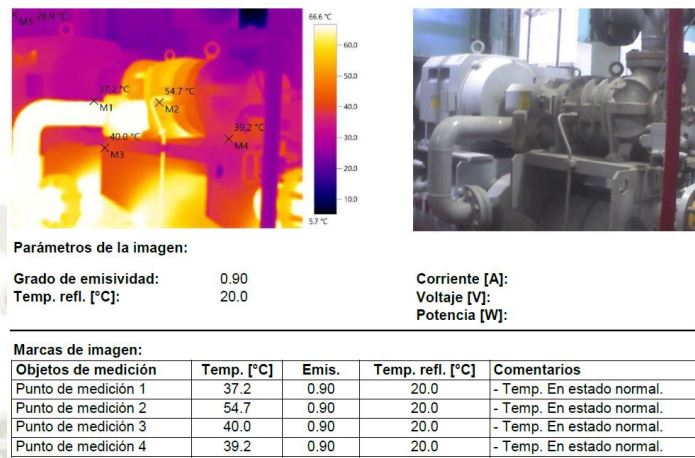 66.6 °C
M5 26.9 °C
60.0
50.0
37.2 °C
54.7 °C
M1
M2
40.0
39,2 °C
40.0 °C
M4
M3
30.0
20.0
10.0
5.7 °C
Parámetros de la imagen:
Grado de emisividad: 0.90 Corriente [A]:
Temp. refl. [°C]: 20.0 Voltaje [V]:
Potencia [W]:
Marcas de imagen:
Objetos de medición Temp. [°C] Emis. Temp. refl. [°C] Comentarios
Punto de medición 1 37.2 0.90 20.0 - Temp. En estado normal.
Punto de medición 2 54.7 0.90 20.0 - Temp. En estado normal.
Punto de medición 3 40.0 0.90 20.0 - Temp. En estado normal.
Punto de medición 4 39.2 0.90 20.0 - Temp. En estado normal.